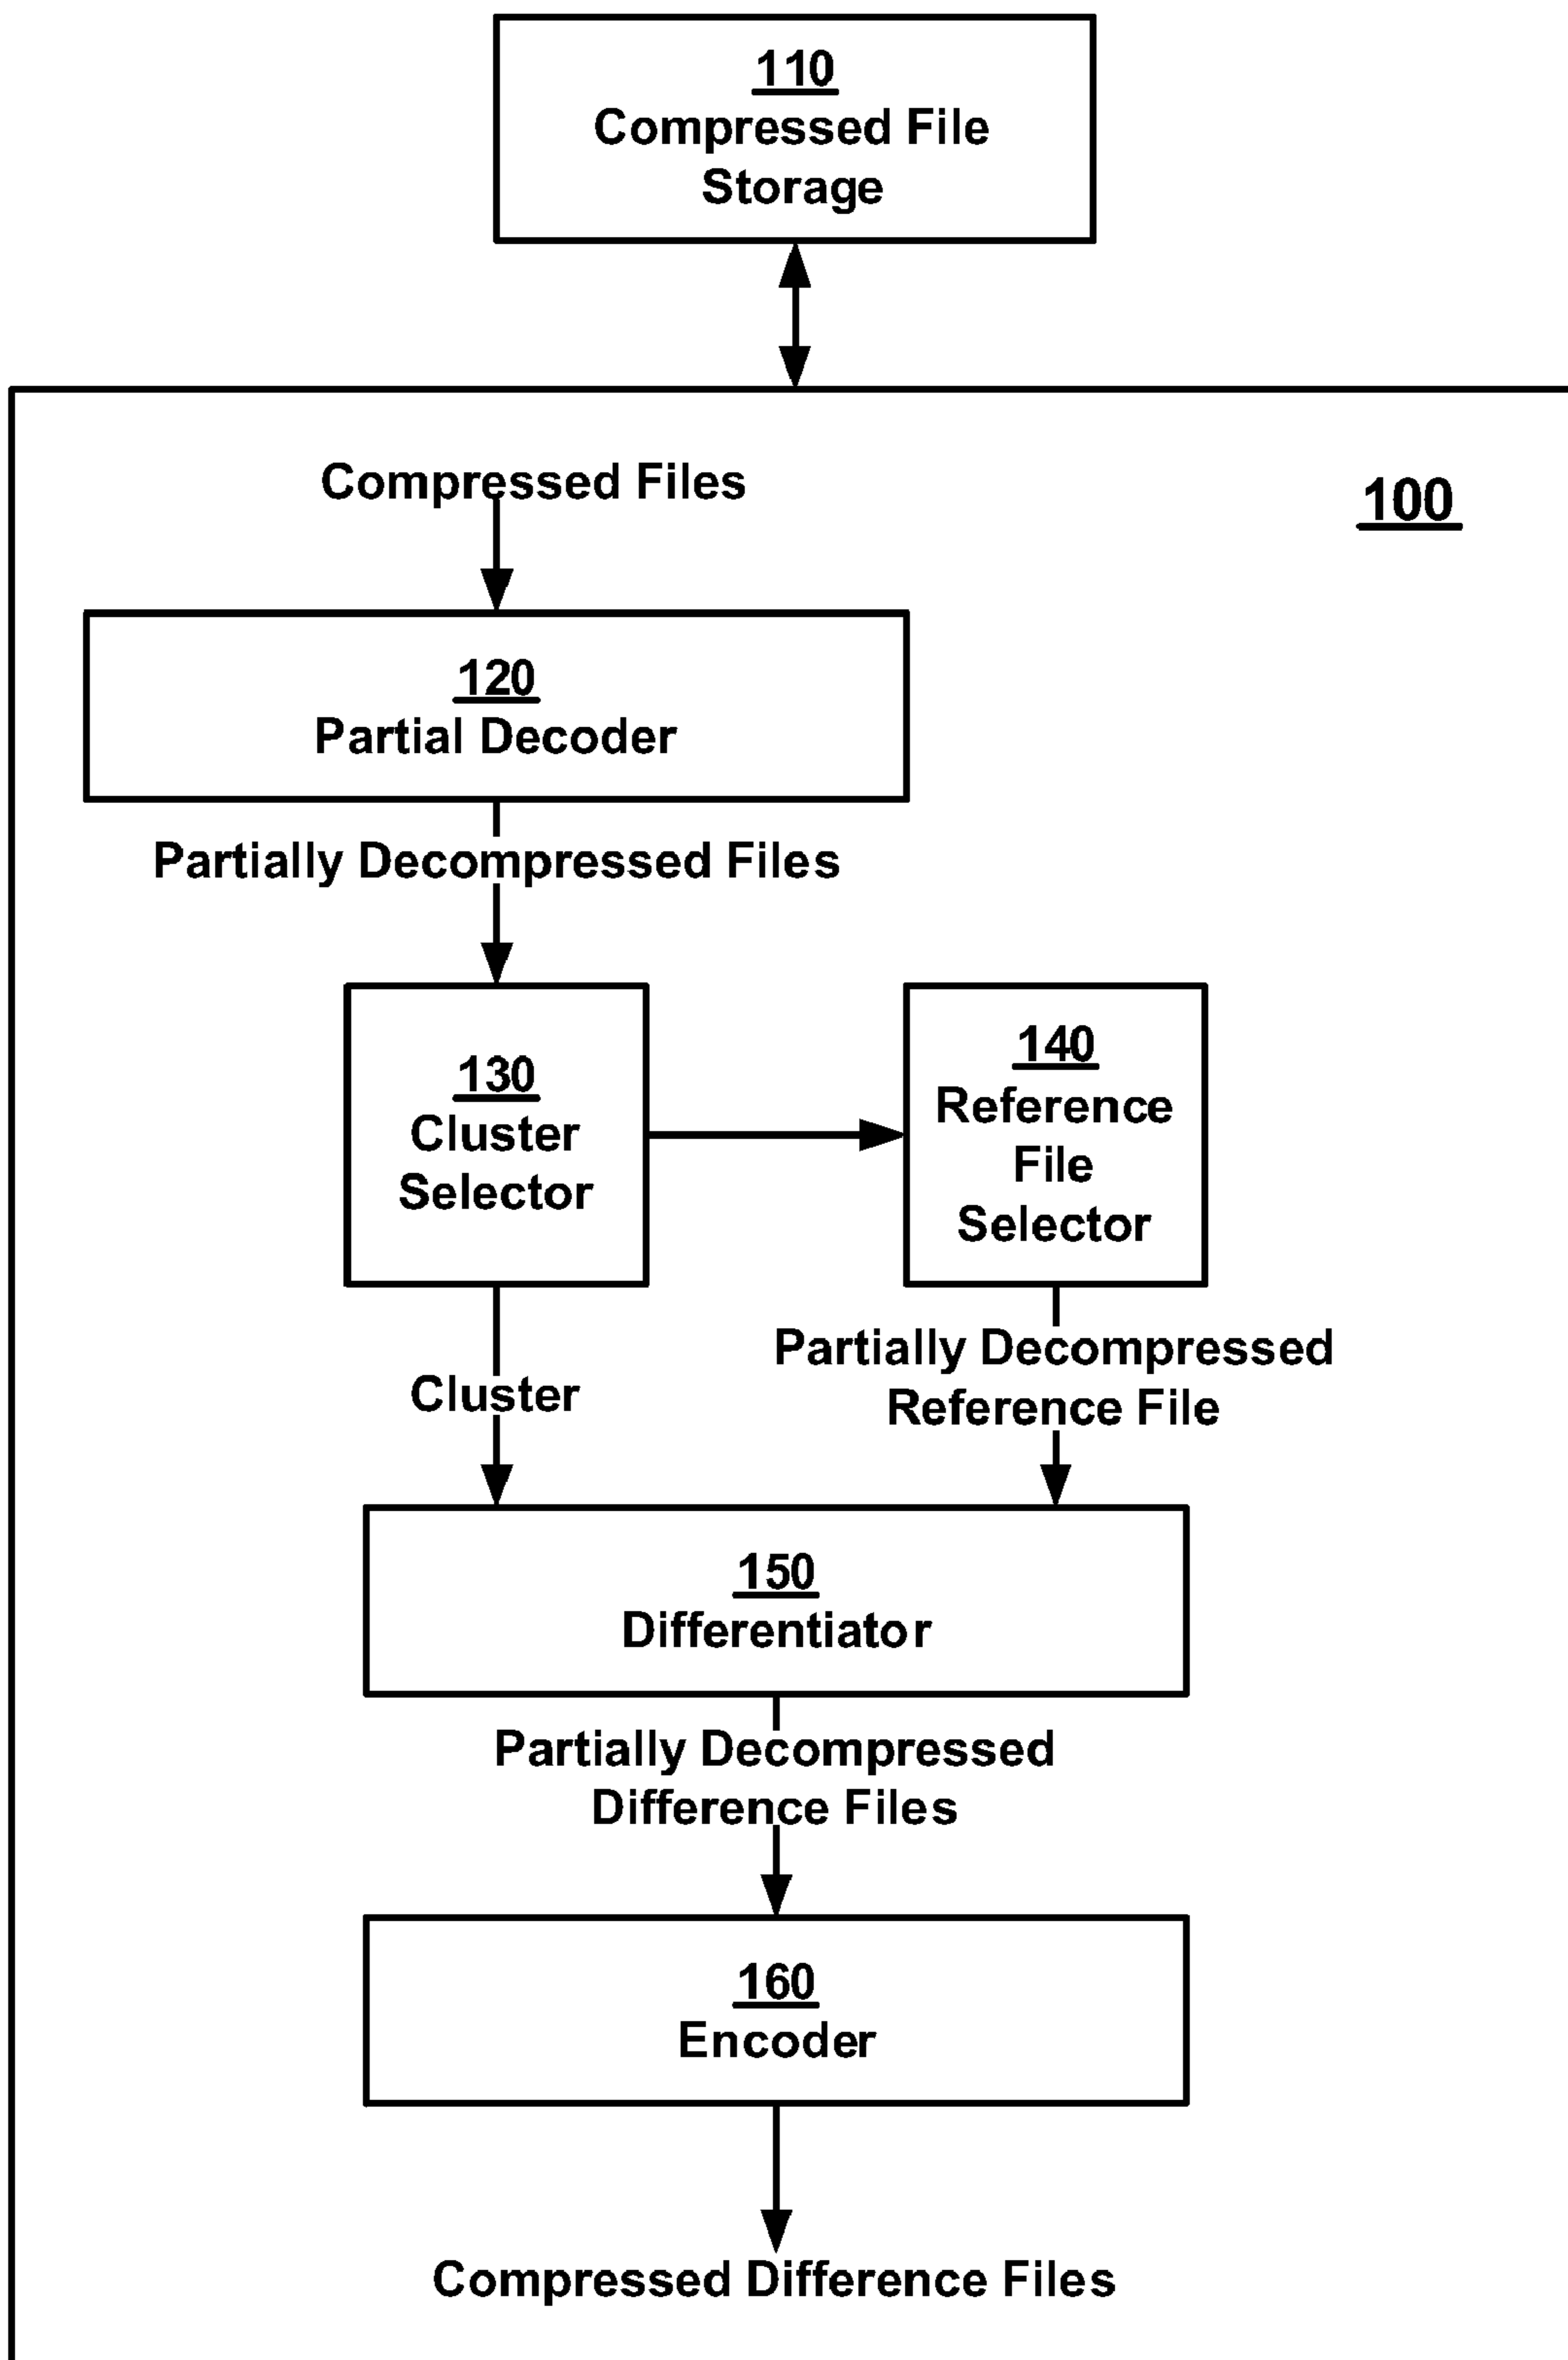 110
Compressed File
Storage
Compressed Files
100
120
Partial Decoder
Partially Decompressed Files
130
Cluster
Selector
140
Reference
File
Selector
Cluster
Partially Decompressed
Reference File
150
Differentiator
Partially Decompressed
Difference Files
160
Encoder
Compressed Difference Files